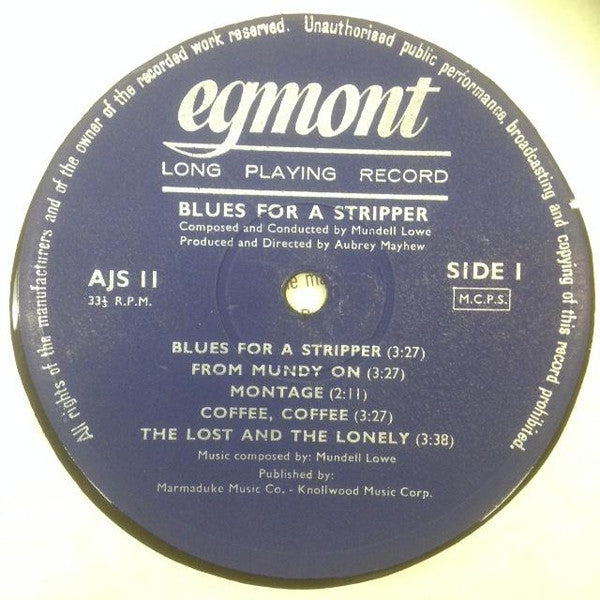 All rights of the manufacturers and of the owner of the recorded work reserved. Unauthorised public performance, broadcasting and copying of this record prohibited.
egmont
LONG PLAYING RECORD
BLUES FOR A STRIPPER
Composed and Conducted by Mundell Lowe
Produced and Directed by Aubrey Mayhew
AJS 11
33⅓ R.P.M.
SIDE 1
M.C.P.S.
BLUES FOR A STRIPPER (3:27)
FROM MUNDY ON (3:27)
MONTAGE (2:11)
COFFEE, COFFEE (3:27)
THE LOST AND THE LONELY (3:38)
Music composed by: Mundell Lowe
Published by:
Marmaduke Music Co. - Knollwood Music Corp.